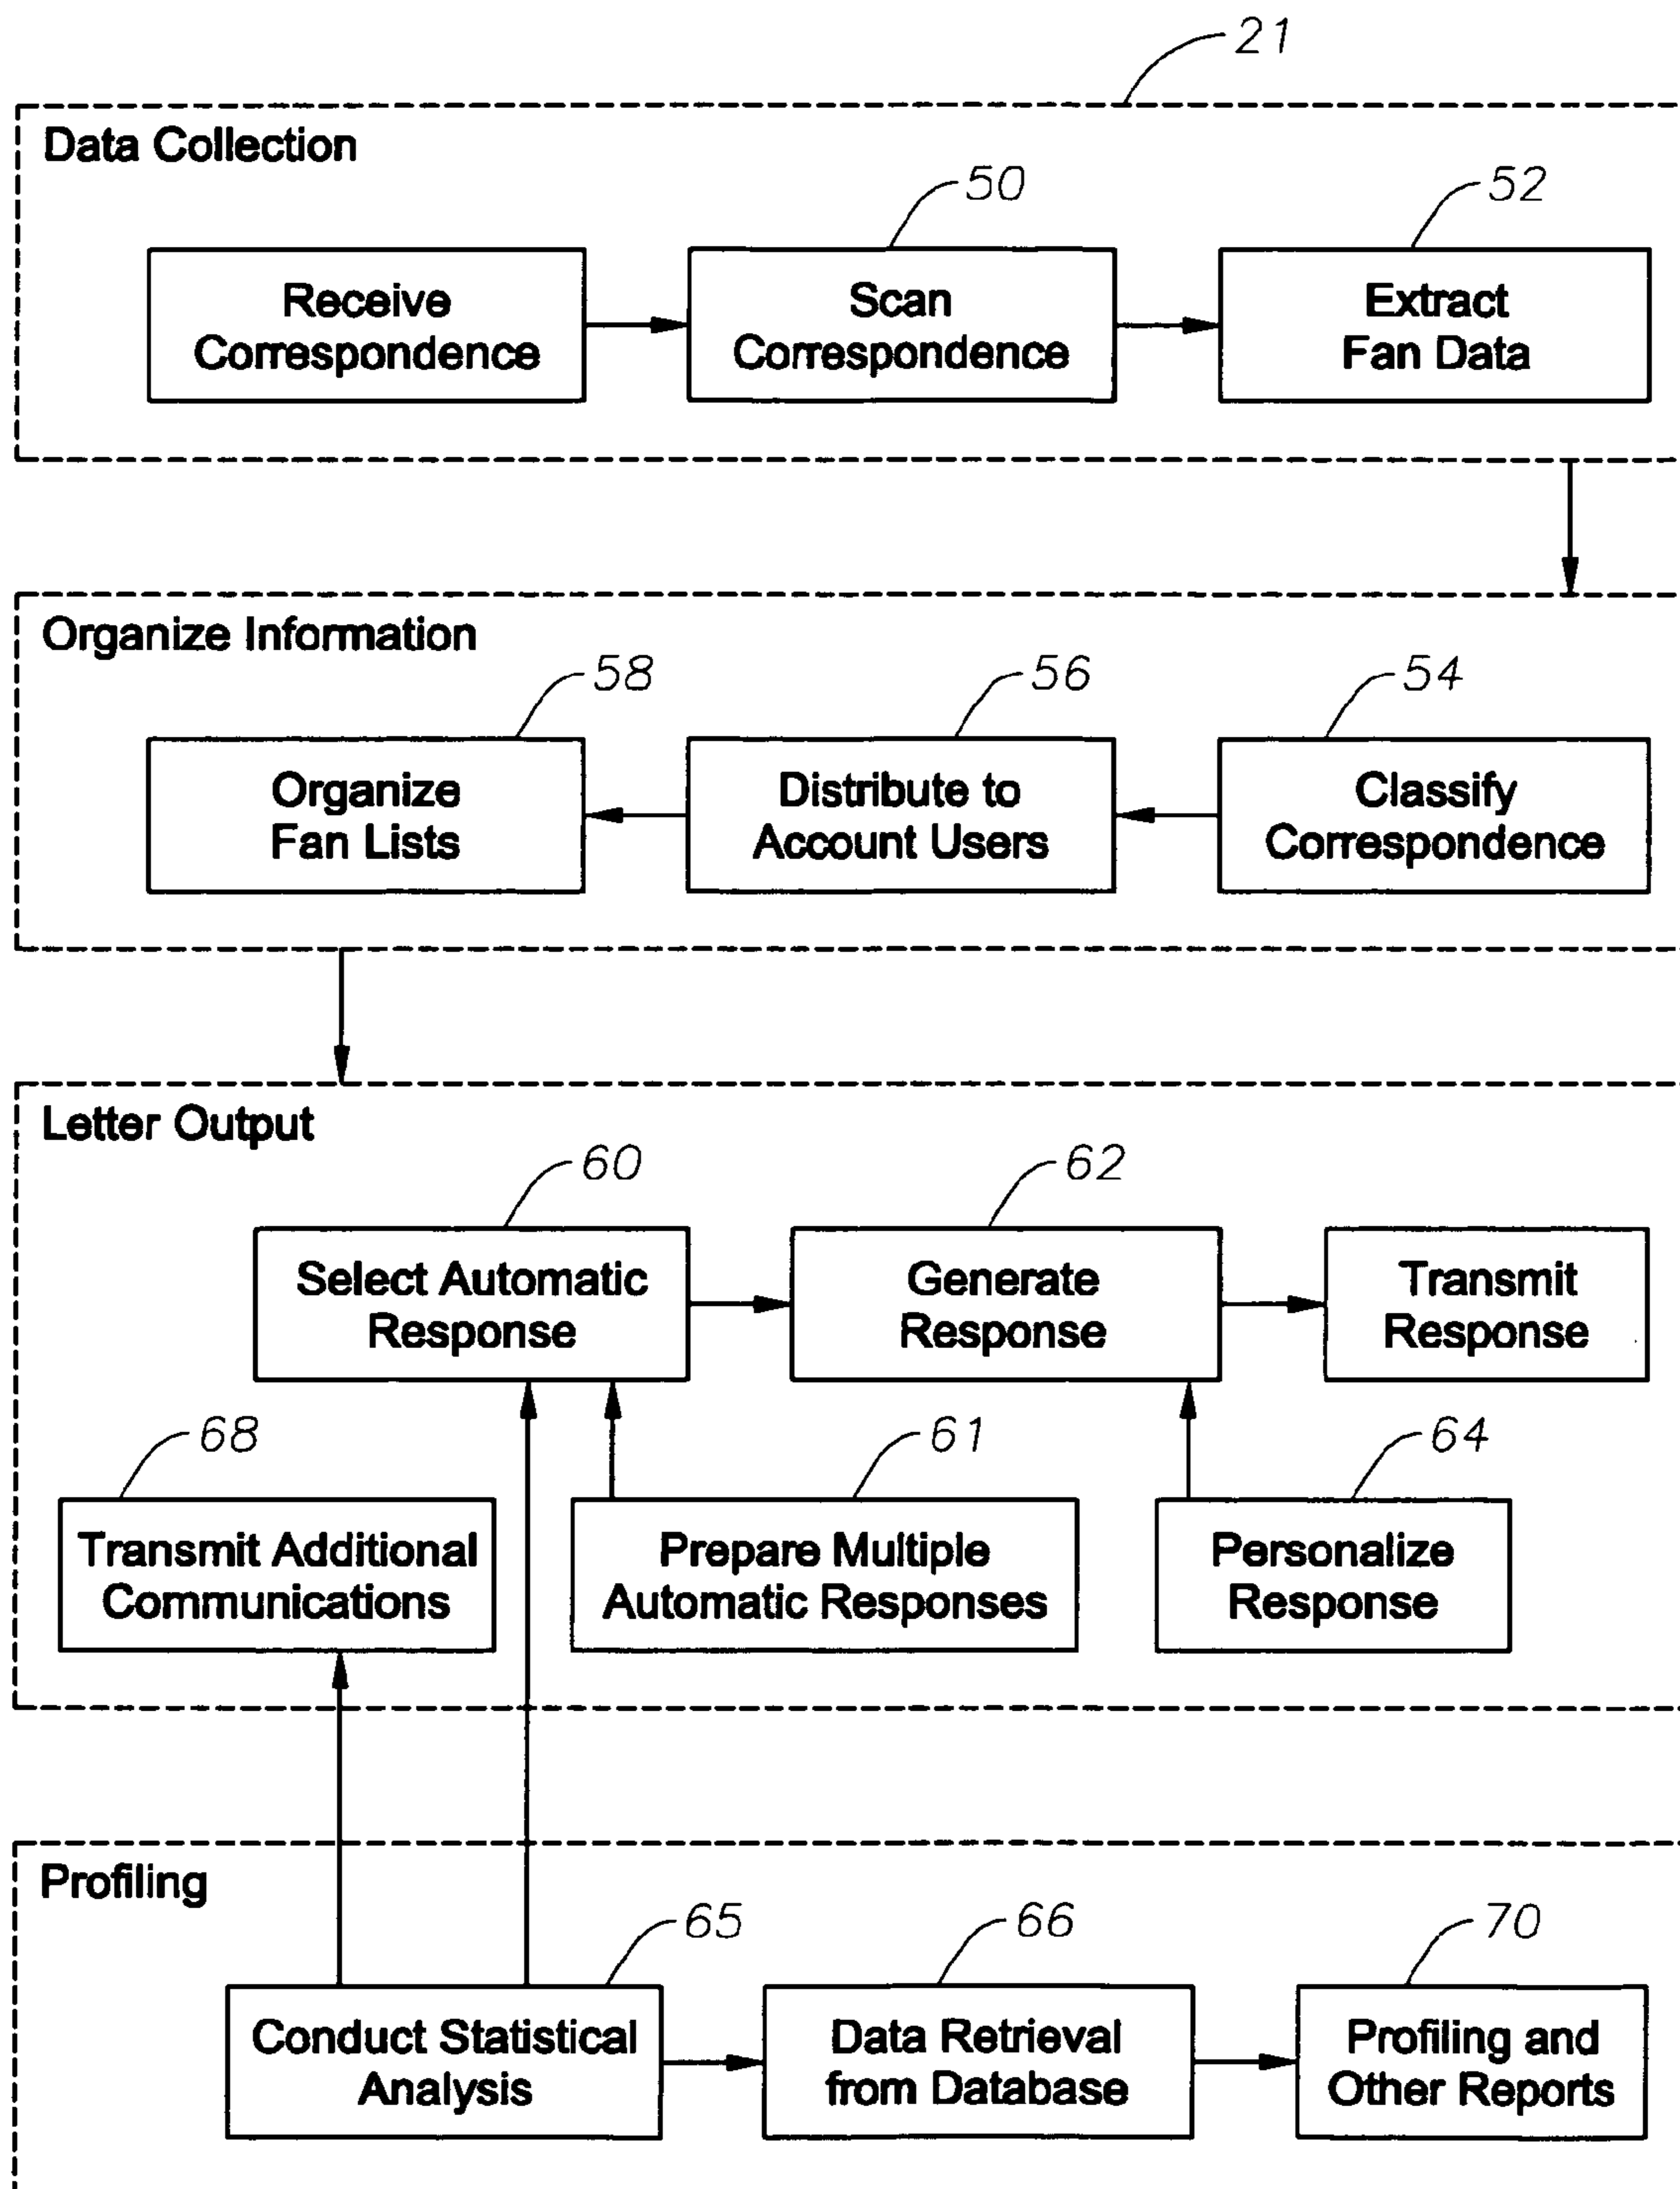 21
Data Collection
50
52
Receive
Correspondence
Scan
Correspondence
Extract
Fan Data
Organize Information
58
56
54
Organize
Fan Lists
Distribute to
Account Users
Classify
Correspondence
Letter Output
60
62
Select Automatic
Response
Generate
Response
Transmit
Response
68
61
64
Transmit Additional
Communications
Prepare Multiple
Automatic Responses
Personalize
Response
Profiling
65
66
70
Conduct Statistical
Analysis
Data Retrieval
from Database
Profiling and
Other Reports